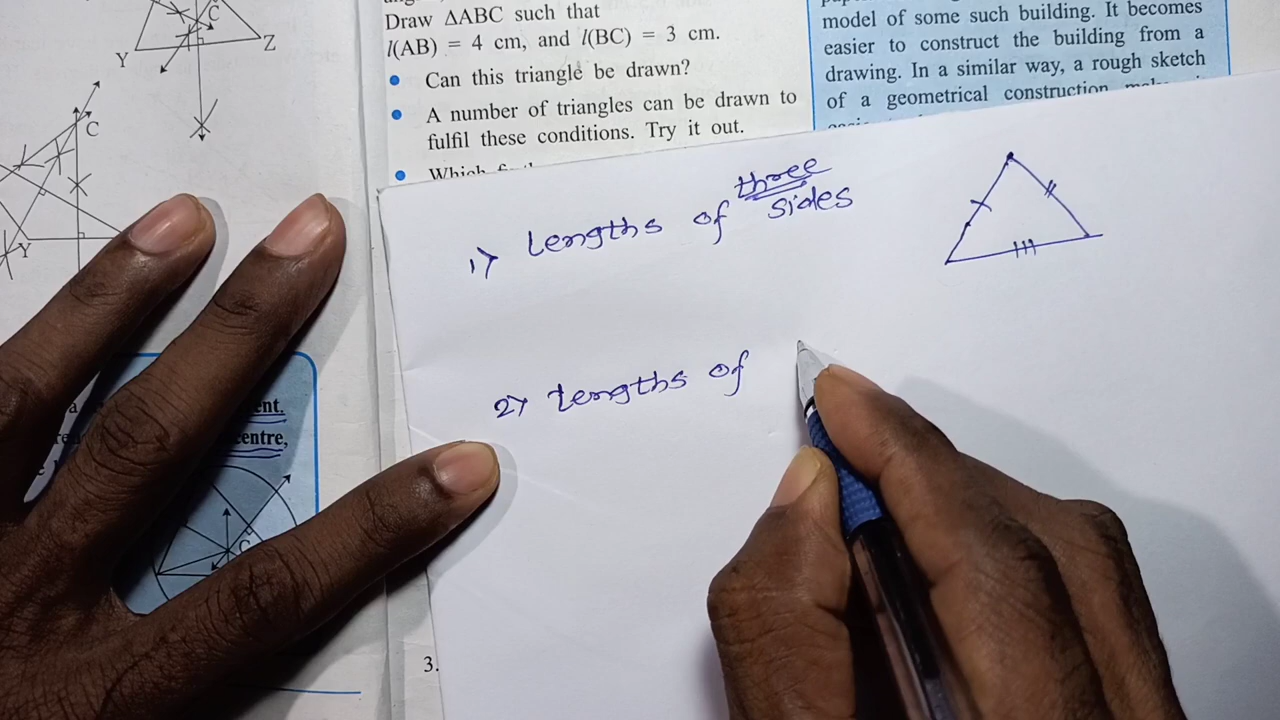 C
Y
Z
C
Y
ent.
centre,
C
Draw ΔABC such that
l(AB) = 4 cm, and l(BC) = 3 cm.
• Can this triangle be drawn?
• A number of triangles can be drawn to
fulfil these conditions. Try it out.
• Which
3.
model of some such building. It becomes
easier to construct the building from a
drawing. In a similar way, a rough sketch
of a geometrical construction
1) Lengths of three sides
2) Lengths of